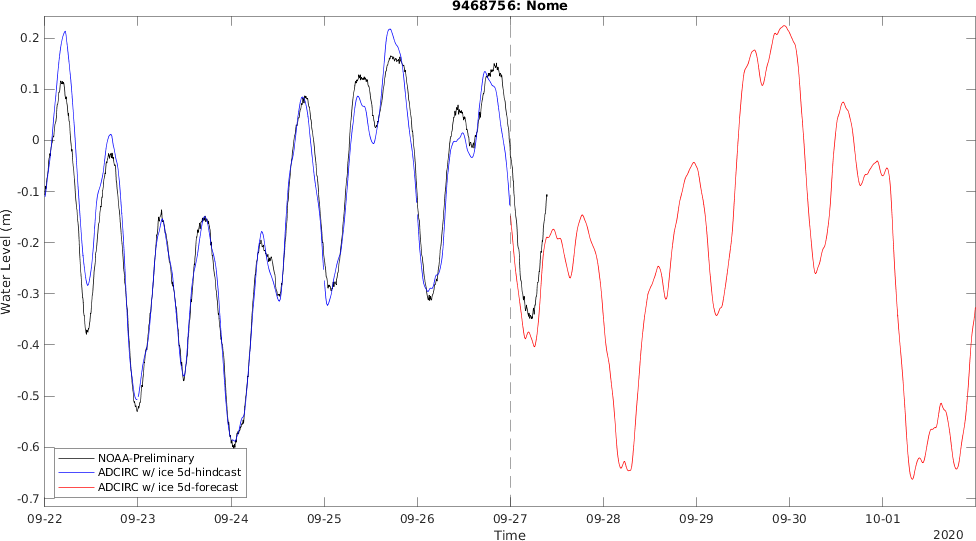 9468756: Nome
Water Level (m)
0.2
0.1
0
-0.1
-0.2
-0.3
-0.4
-0.5
-0.6
-0.7
NOAA-Preliminary
ADCIRC w/ ice 5d-hindcast
ADCIRC w/ ice 5d-forecast
09-22 09-23 09-24 09-25 09-26 09-27 09-28 09-29 09-30 10-01
Time
2020